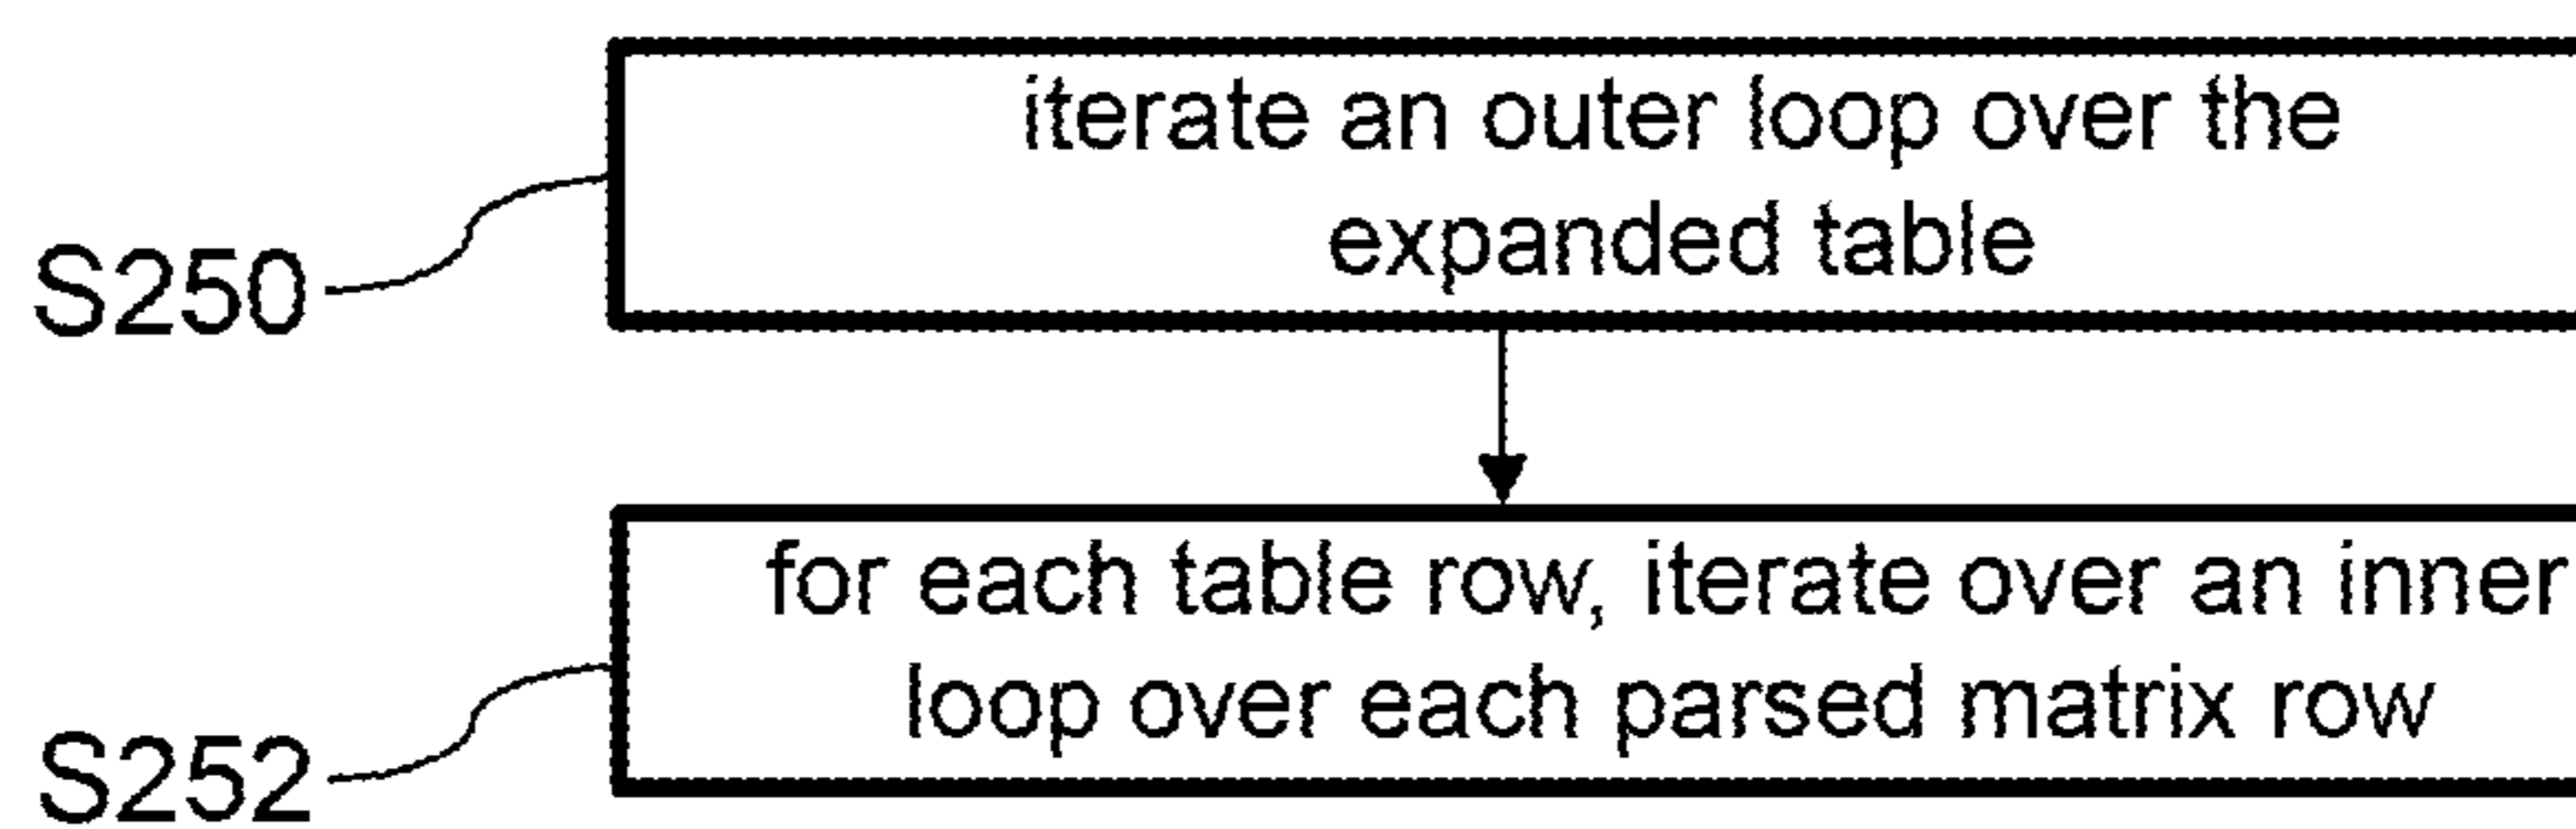 iterate an outer loop over the
expanded table
S250
for each table row, iterate over an inner
loop over each parsed matrix row
S252